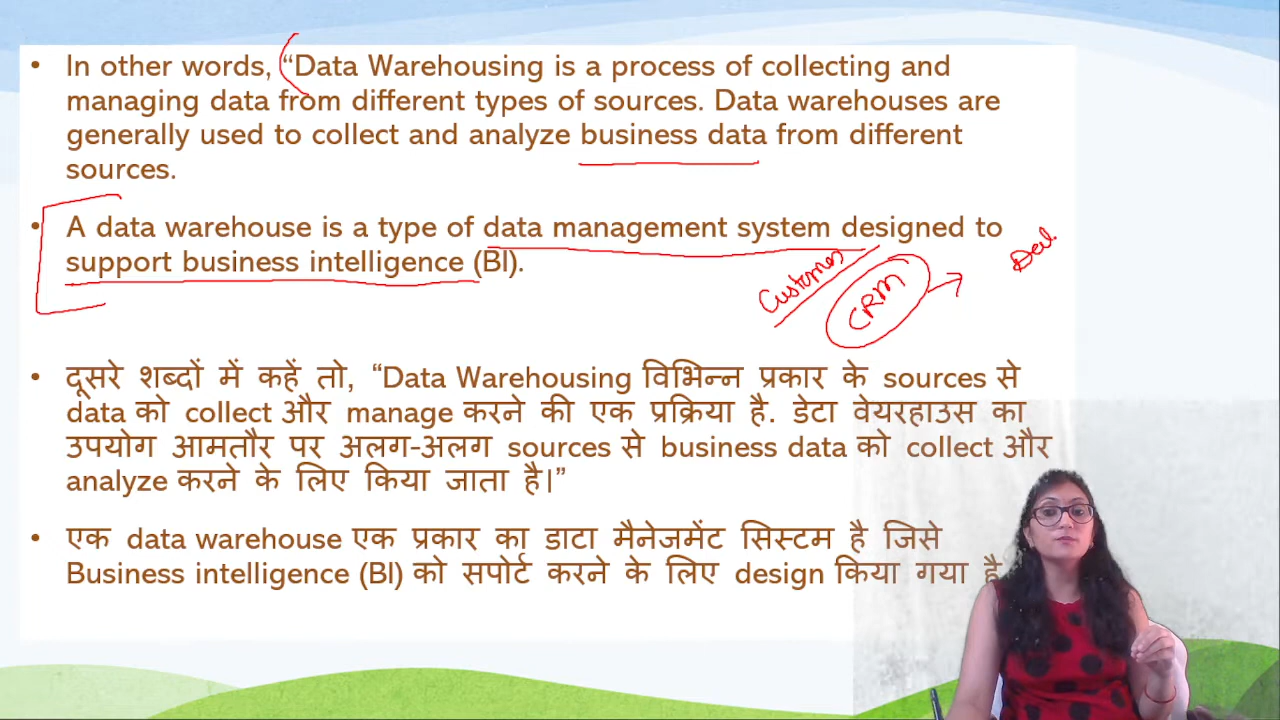 • In other words, “Data Warehousing is a process of collecting and
managing data from different types of sources. Data warehouses are
generally used to collect and analyze business data from different
sources.
• A data warehouse is a type of data management system designed to
support business intelligence (BI).
Customer
CRM
• दूसरे शब्दों में कहें तो, “Data Warehousing विभिन्न प्रकार के sources से
data को collect और manage करने की एक प्रक्रिया है. डेटा वेयरहाउस का
उपयोग आमतौर पर अलग-अलग sources से business data को collect और
analyze करने के लिए किया जाता है।”
• एक data warehouse एक प्रकार का डाटा मैनेजमेंट सिस्टम है जिसे
Business intelligence (BI) को सपोर्ट करने के लिए design किया गया है